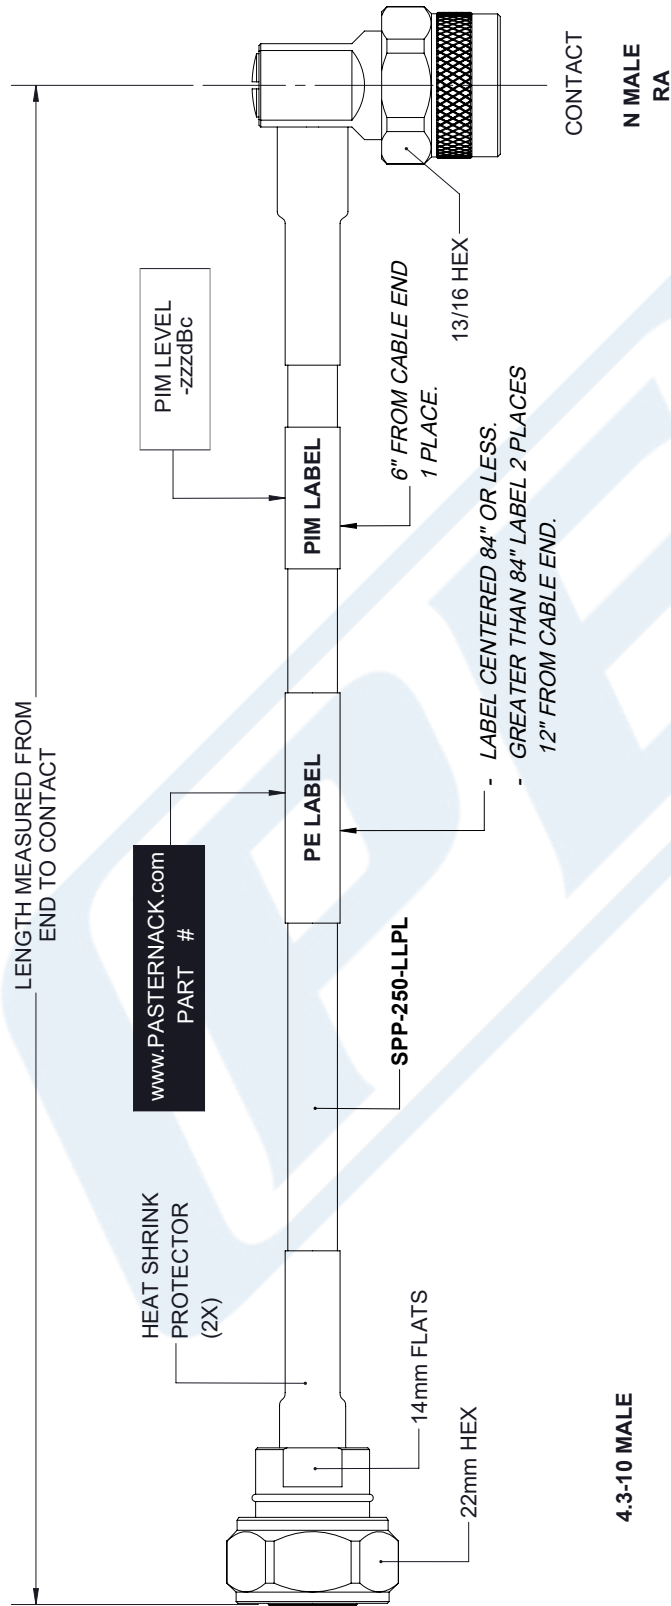 LENGTH MEASURED FROM
END TO CONTACT
HEAT SHRINK
PROTECTOR
(2X)
www.PASTERNACK.com
PART #
PIM LEVEL
-zzzdBc
PE LABEL
PIM LABEL
14mm FLATS
22mm HEX
SPP-250-LLPL
- LABEL CENTERED 84" OR LESS.
- GREATER THAN 84" LABEL 2 PLACES
12" FROM CABLE END.
6" FROM CABLE END
1 PLACE.
13/16 HEX
CONTACT
4.3-10 MALE
N MALE
RA
PE